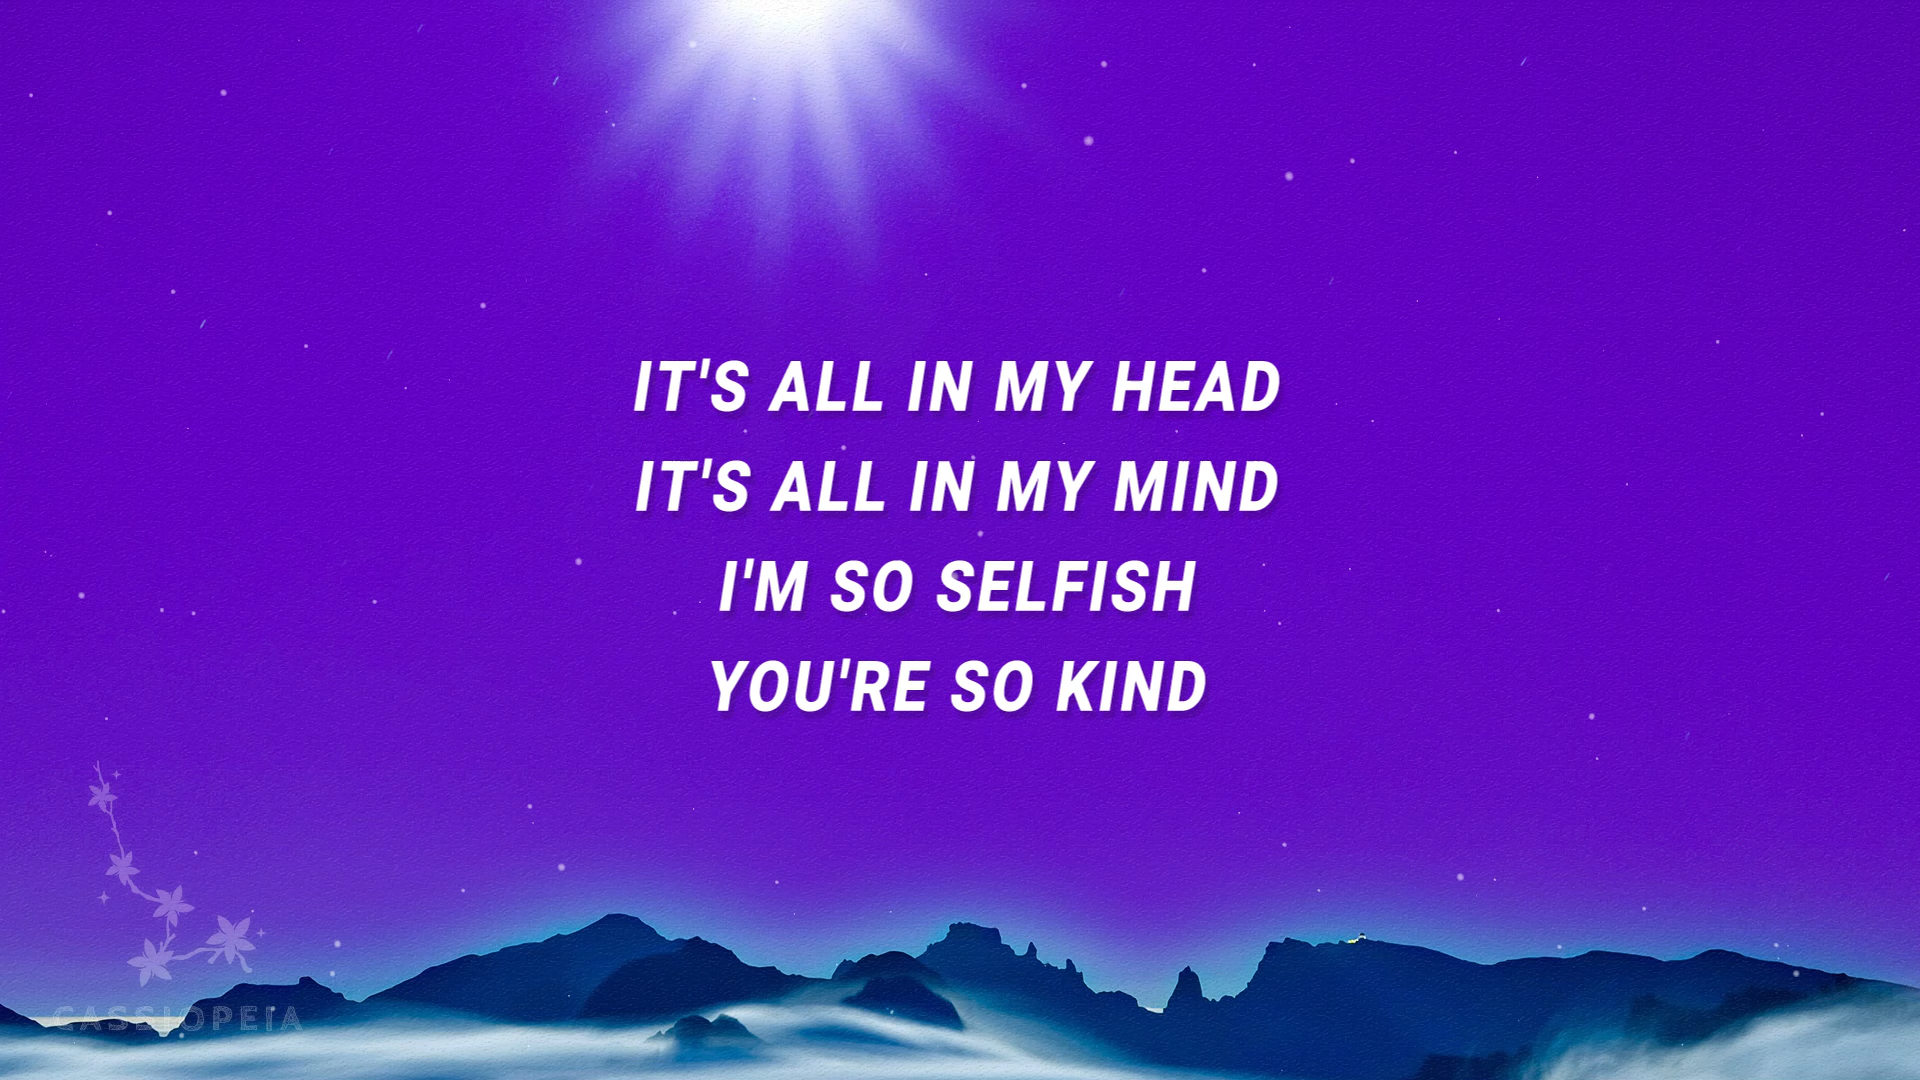 IT'S ALL IN MY HEAD
IT'S ALL IN MY MIND
I'M SO SELFISH
YOU'RE SO KIND
CASSIOPEIA